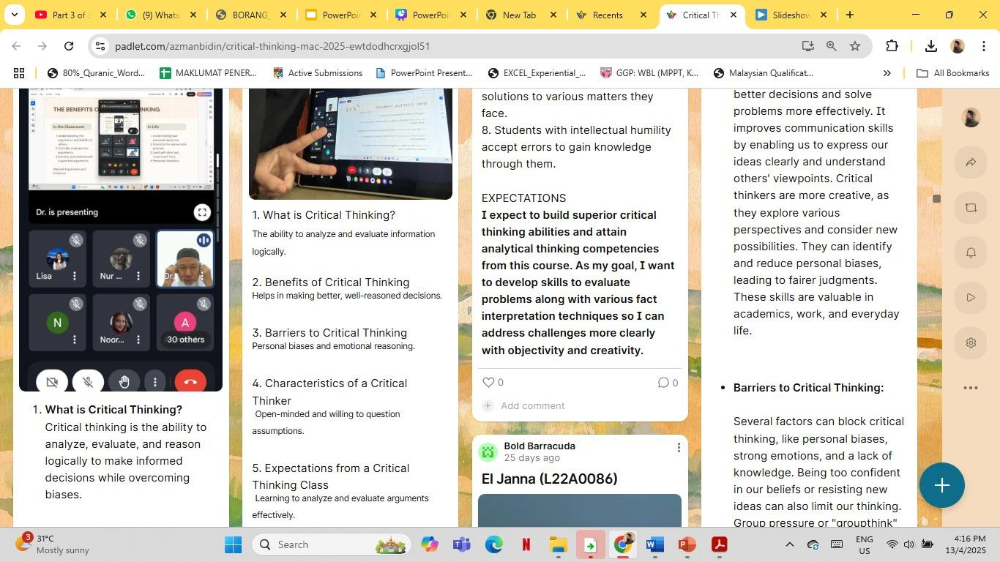 Part 3 of 3
(9) Whats
BORANG_
PowerPoi
PowerPoi
New Tab
Recents
Critical Th
Slideshow
padlet.com/azmanbidin/critical-thinking-mac-2025-ewtdodhcrxgjol51
80%_Quranic_Word...
MAKLUMAT PENER...
Active Submissions
PowerPoint Present...
EXCEL_Experiential_...
GGP: WBL (MPPT, K...
Malaysian Qualificat...
All Bookmarks
THE BENEFITS O
NKING
In the Classroom
In Life
Dr. is presenting
Lisa
Nur ...
Dr.
N
Noor...
A
30 others
1. What is Critical Thinking?
Critical thinking is the ability to
analyze, evaluate, and reason
logically to make informed
decisions while overcoming
biases.
1. What is Critical Thinking?
The ability to analyze and evaluate information
logically.
2. Benefits of Critical Thinking
Helps in making better, well-reasoned decisions.
3. Barriers to Critical Thinking
Personal biases and emotional reasoning.
4. Characteristics of a Critical
Thinker
Open-minded and willing to question
assumptions.
5. Expectations from a Critical
Thinking Class
Learning to analyze and evaluate arguments
effectively.
solutions to various matters they
face.
8. Students with intellectual humility
accept errors to gain knowledge
through them.
EXPECTATIONS
I expect to build superior critical
thinking abilities and attain
analytical thinking competencies
from this course. As my goal, I want
to develop skills to evaluate
problems along with various fact
interpretation techniques so I can
address challenges more clearly
with objectivity and creativity.
0
0
Add comment
Bold Barracuda
25 days ago
El Janna (L22A0086)
better decisions and solve
problems more effectively. It
improves communication skills
by enabling us to express our
ideas clearly and understand
others' viewpoints. Critical
thinkers are more creative, as
they explore various
perspectives and consider new
possibilities. They can identify
and reduce personal biases,
leading to fairer judgments.
These skills are valuable in
academics, work, and everyday
life.
• Barriers to Critical Thinking:
Several factors can block critical
thinking, like personal biases,
strong emotions, and a lack of
knowledge. Being too confident
in our beliefs or resisting new
ideas can also limit our thinking.
Group pressure or "groupthink"
3
31°C
Mostly sunny
Search
ENG
US
4:16 PM
13/4/2025